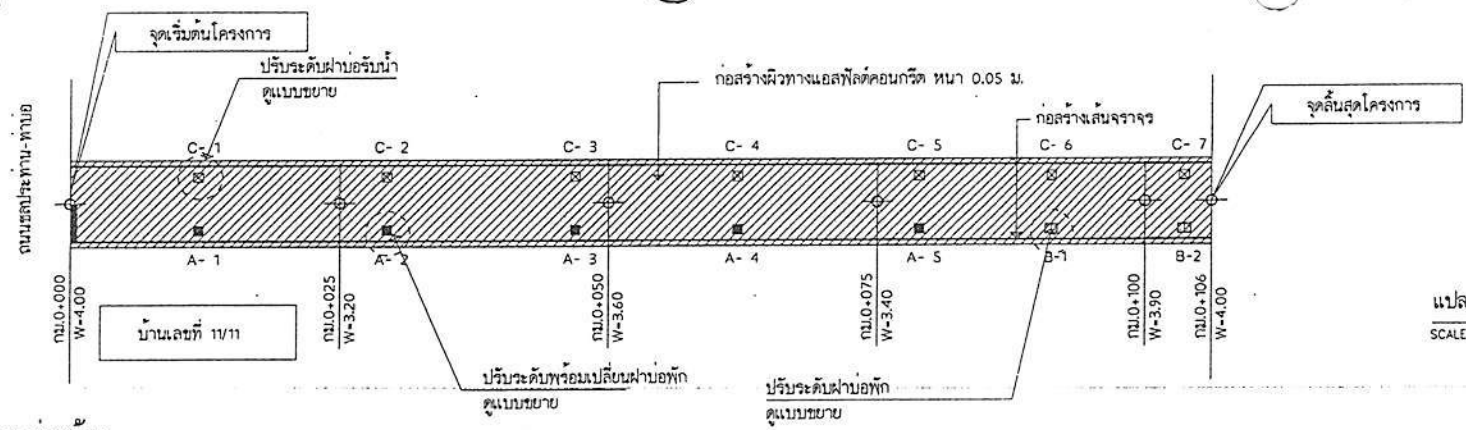 จุดเริ่มต้นโครงการ
ปรับระดับฝาบ่อรับน้ำ
ดูแบบขยาย
ก่อสร้างผิวทางแอสฟัลต์คอนกรีต หนา 0.05 ม.
ก่อสร้างเส้นจราจร
จุดสิ้นสุดโครงการ
ถนนชลประทาน-ท่าบ่อ
C- 1
C- 2
C- 3
C- 4
C- 5
C- 6
C- 7
A- 1
A- 2
A- 3
A- 4
A- 5
B-1
B-2
กม.0+000
W=4.00
กม.0+025
W=3.20
กม.0+050
W=3.60
กม.0+075
W=3.40
กม.0+100
W=3.90
กม.0+106
W=4.00
บ้านเลขที่ 11/11
แปล
SCALE
ปรับระดับพร้อมเปลี่ยนฝาบ่อพัก
ดูแบบขยาย
ปรับระดับฝาบ่อพัก
ดูแบบขยาย